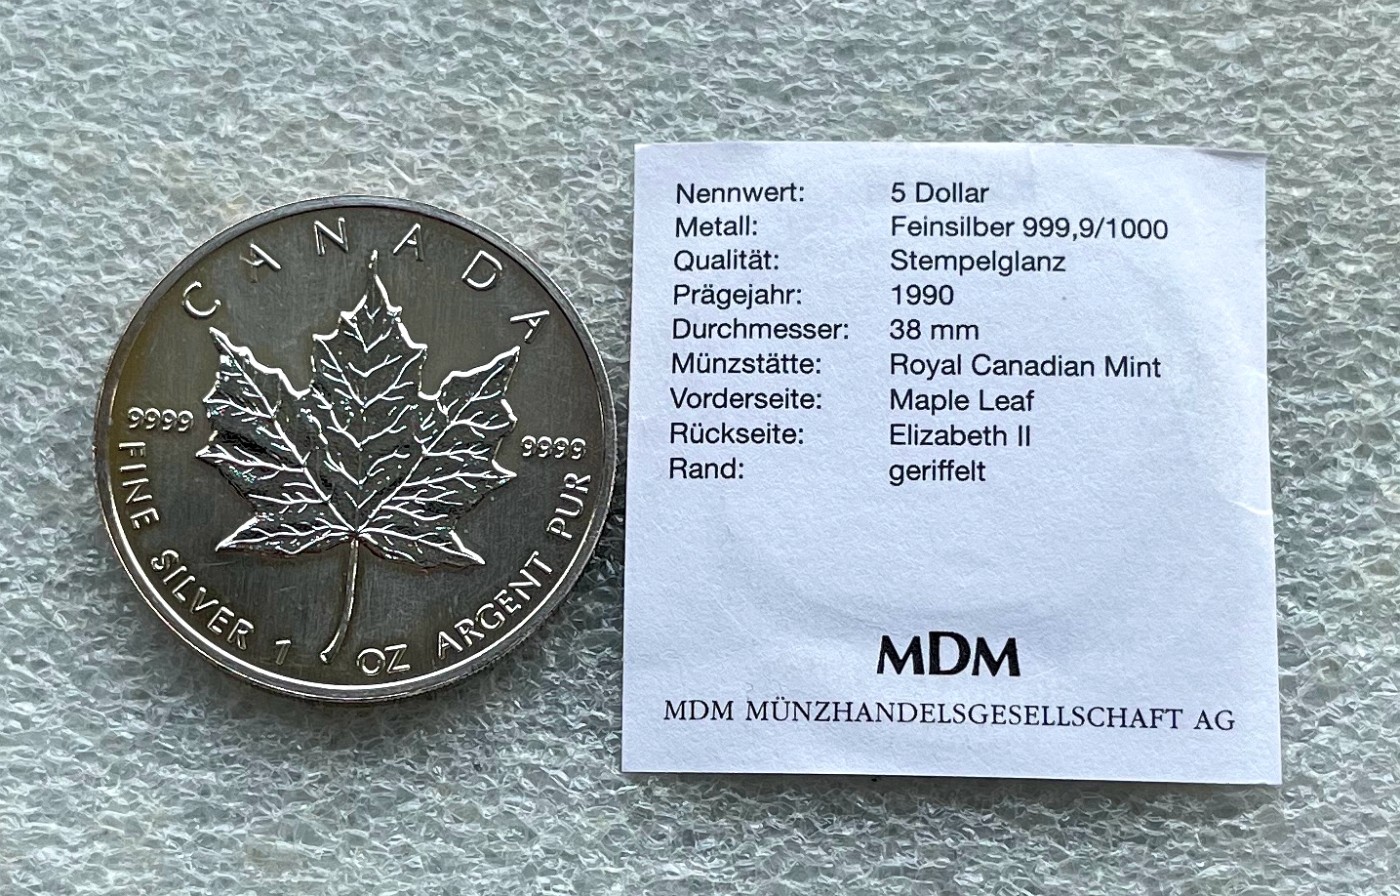 CANADA
9999
9999
FINE SILVER 1 OZ ARGENT PUR
Nennwert: 5 Dollar
Metall: Feinsilber 999,9/1000
Qualität: Stempelglanz
Prägejahr: 1990
Durchmesser: 38 mm
Münzstätte: Royal Canadian Mint
Vorderseite: Maple Leaf
Rückseite: Elizabeth II
Rand: geriffelt
MDM
MDM MÜNZHANDELSGESELLSCHAFT AG